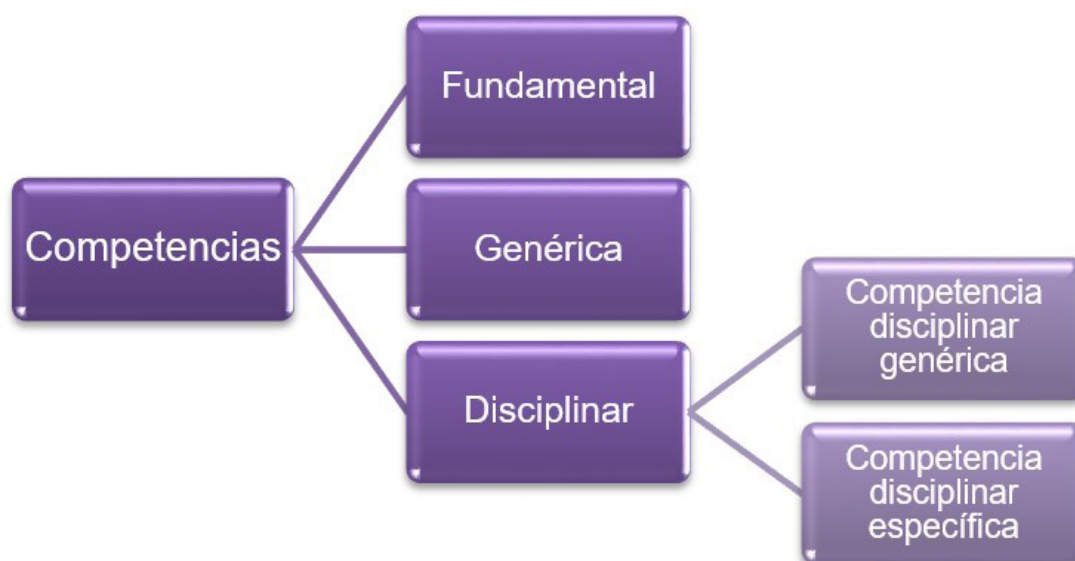 Fundamental
Competencias
Genérica
Disciplinar
Competencia
disciplinar
genérica
Competencia
disciplinar
específica